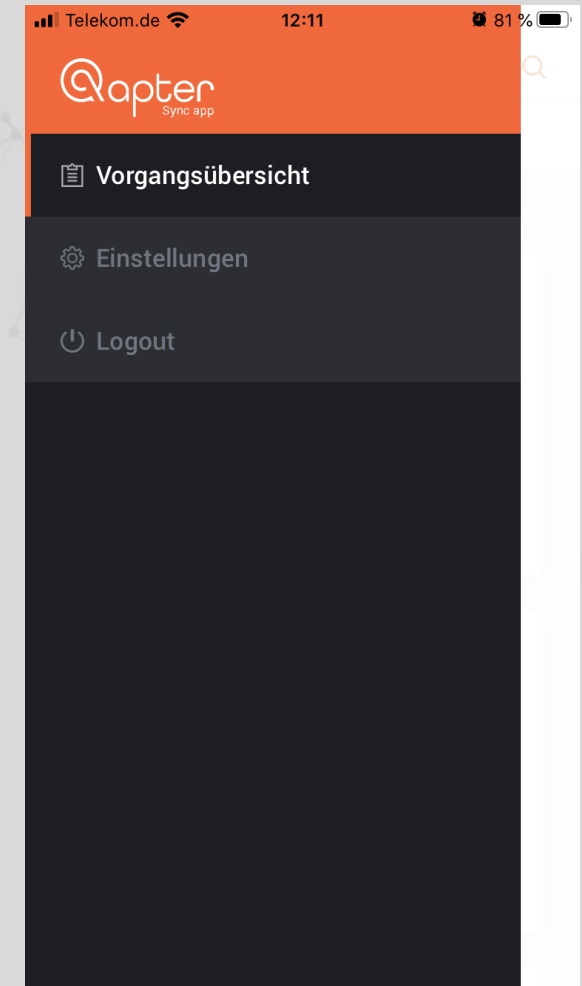 Telekom.de 12:11 81 %
Qapter
Sync app
Vorgangsübersicht
Einstellungen
Logout